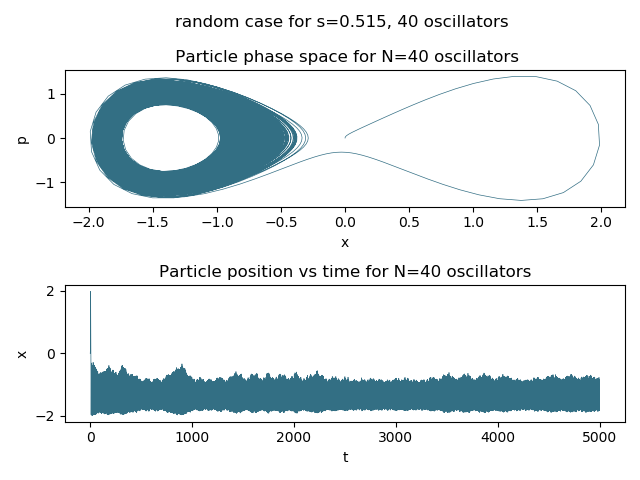 random case for s=0.515, 40 oscillators
Particle phase space for N=40 oscillators
1
0
−1
p
−2.0 −1.5 −1.0 −0.5 0.0 0.5 1.0 1.5 2.0
x
Particle position vs time for N=40 oscillators
2
0
−2
x
0 1000 2000 3000 4000 5000
t